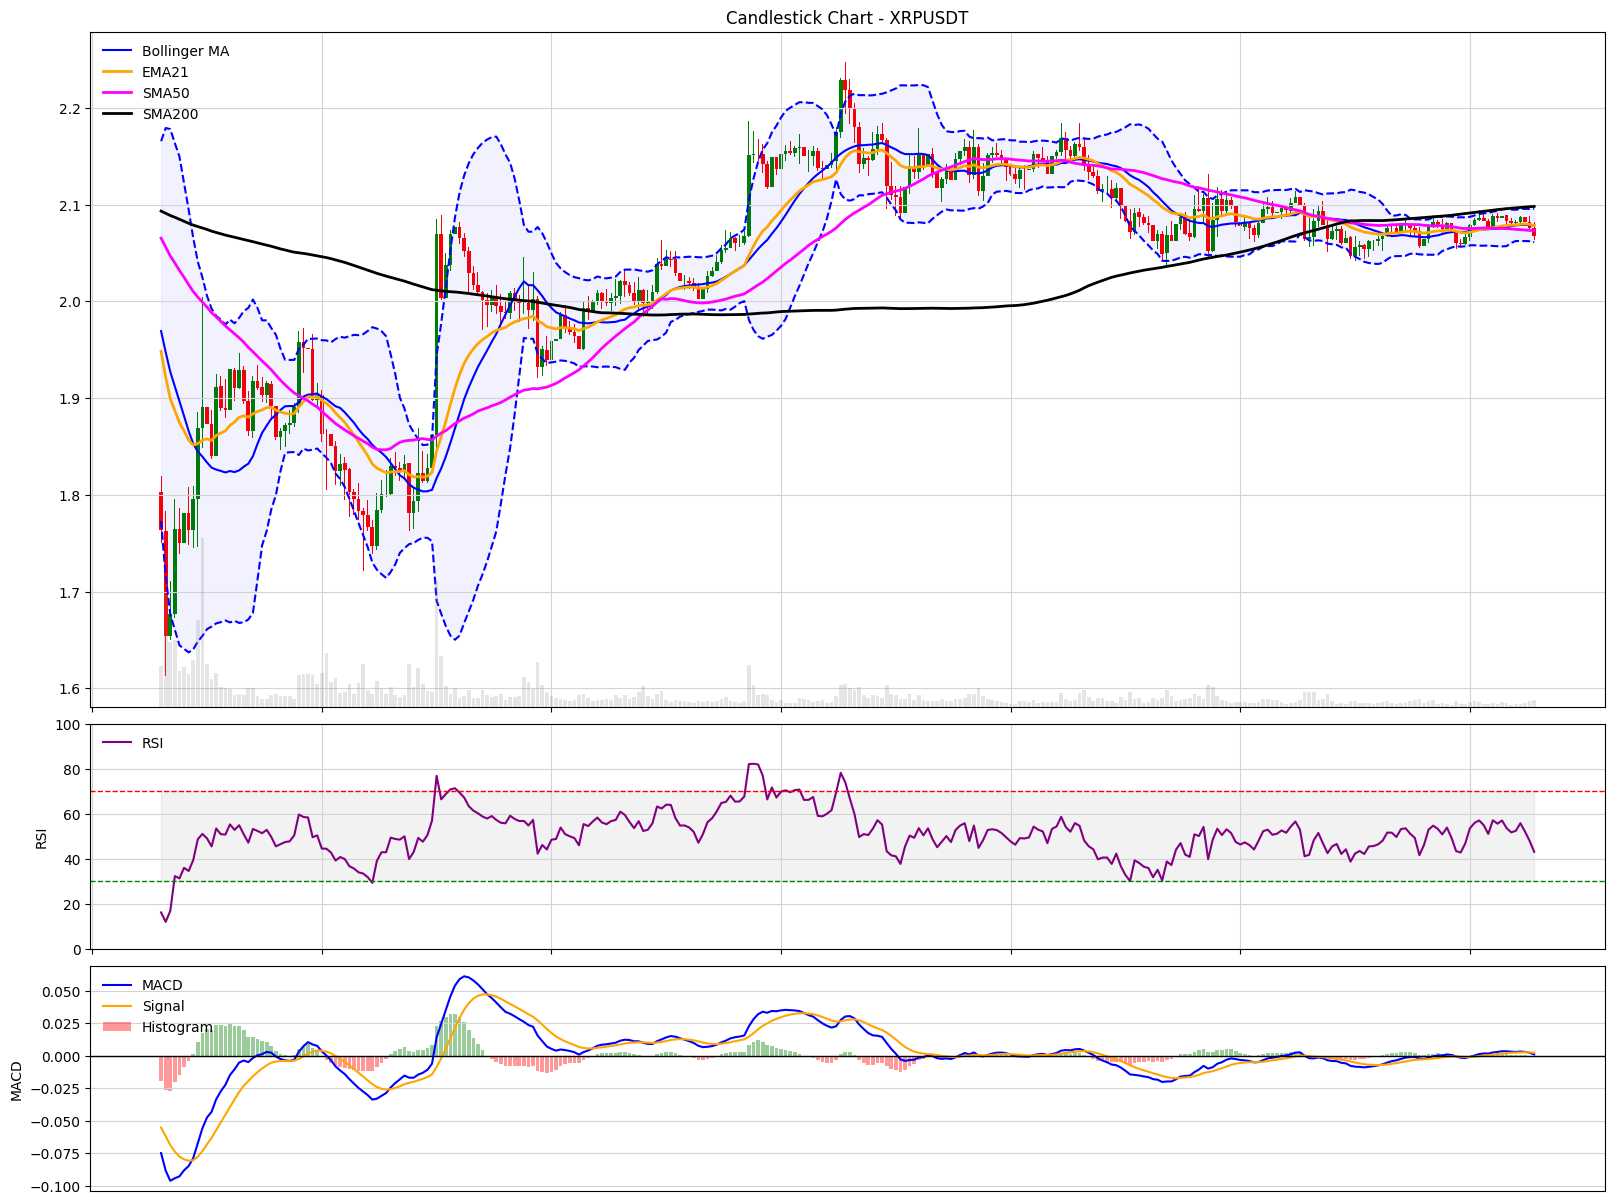 Candlestick Chart - XRPUSDT
Bollinger MA
EMA21
SMA50
SMA200
2.2
2.1
2.0
1.9
1.8
1.7
1.6
RSI
100
80
60
40
20
0
RSI
MACD
Signal
Histogram
0.050
0.025
0.000
−0.025
−0.050
−0.075
−0.100
MACD